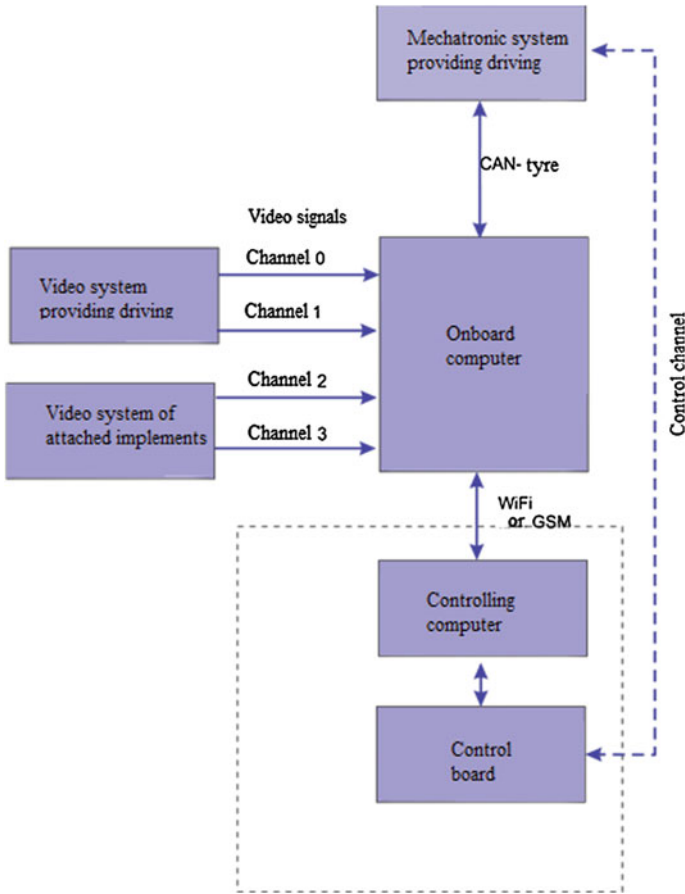 Mechatronic system
providing driving
CAN- tyre
Video signals
Channel 0
Video system
providing driving
Channel 1
Onboard
computer
Channel 2
Video system of
attached implements
Channel 3
Control channel
WiFi
or GSM
Controlling
computer
Control
board